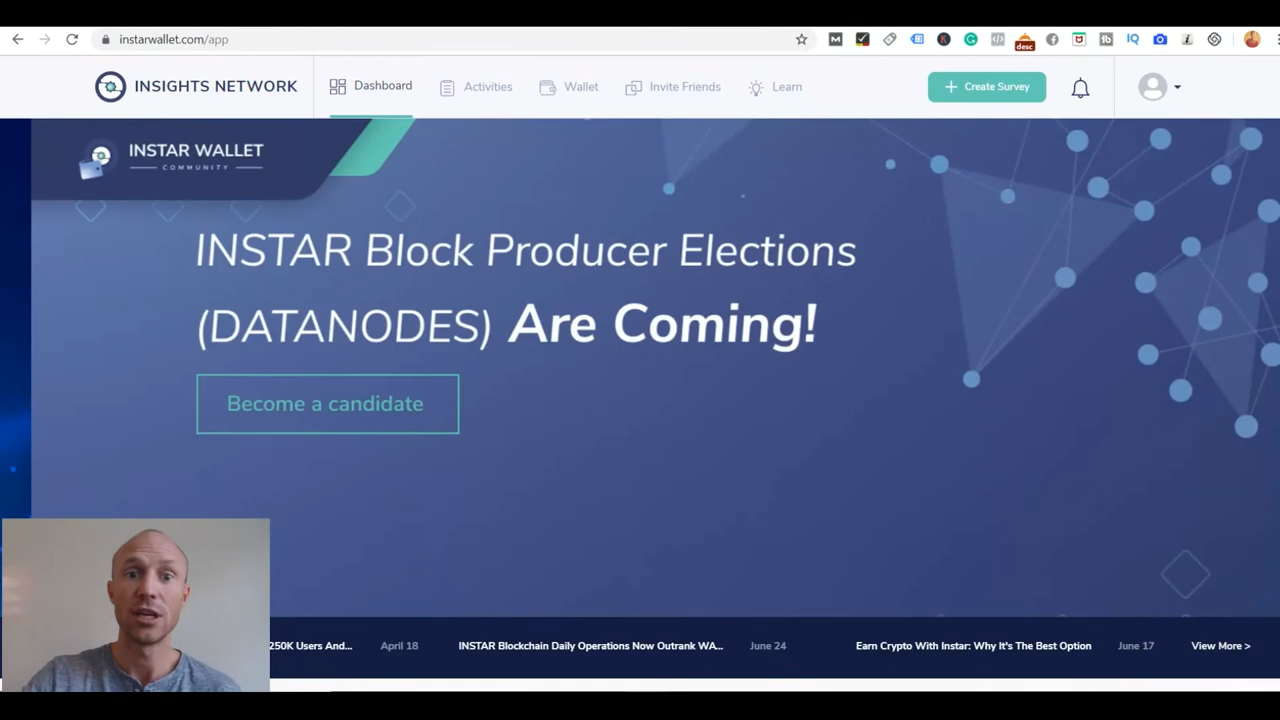 instarwallet.com/app
desc
INSIGHTS NETWORK
Dashboard
Activities
Wallet
Invite Friends
Learn
+ Create Survey
INSTAR WALLET
COMMUNITY
INSTAR Block Producer Elections
(DATANODES) Are Coming!
Become a candidate
250K Users And... April 18
INSTAR Blockchain Daily Operations Now Outrank WA... June 24
Earn Crypto With Instar: Why It's The Best Option June 17
View More >